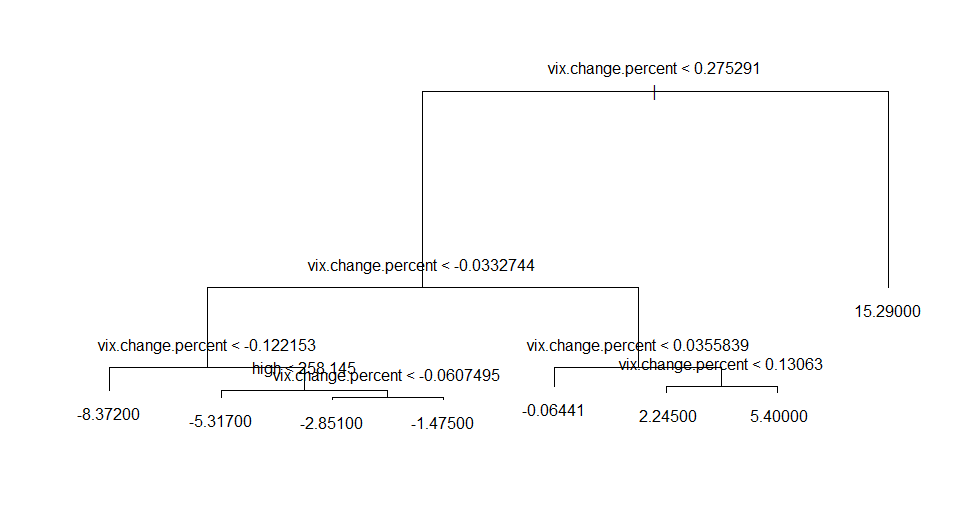 vix.change.percent < 0.275291
vix.change.percent < -0.0332744
15.29000
vix.change.percent < -0.122153
vix.change.percent < 0.0355839
high < 258.145
vix.change.percent < 0.13063
vix.change.percent < -0.0607495
-8.37200
-5.31700
-2.85100
-1.47500
-0.06441
2.24500
5.40000